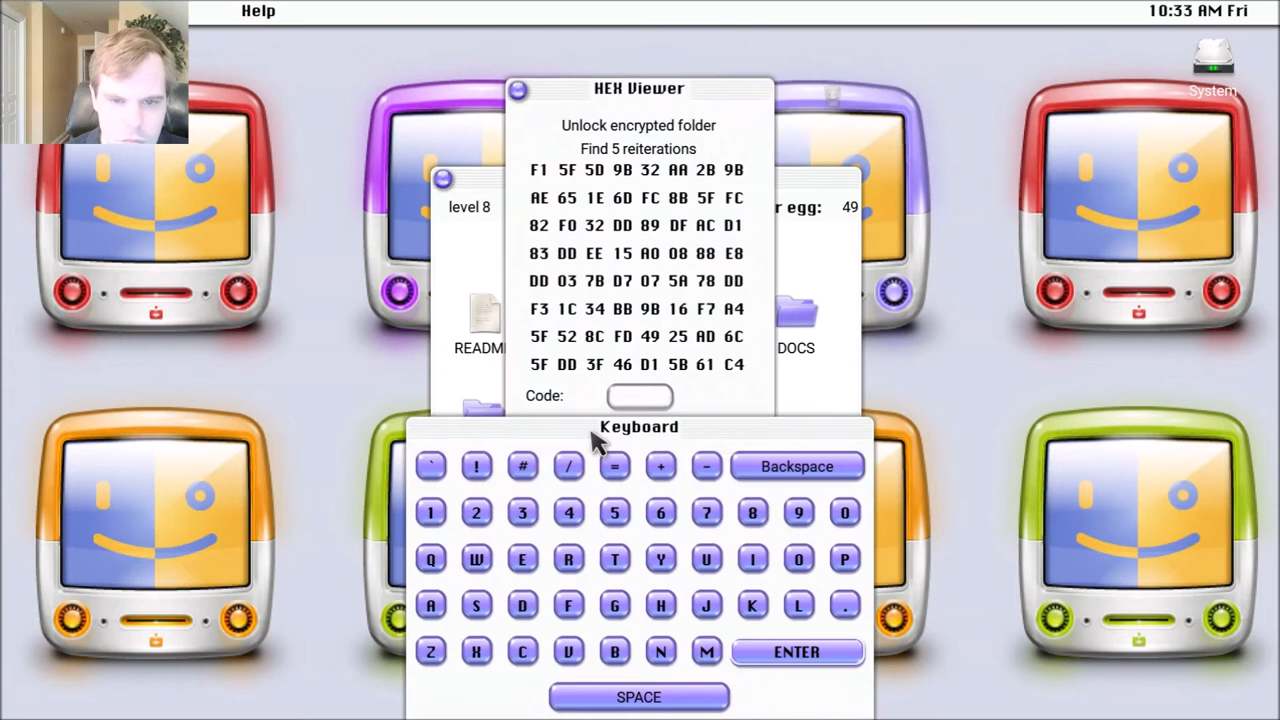 Help
10:33 AM Fri
System
HEX Viewer
Unlock encrypted folder
Find 5 reiterations
F1 5F 5D 9B 32 AA 2B 9B
AE 65 1E 6D FC 8B 5F FC
82 F0 32 DD 89 DF AC D1
83 DD EE 15 A0 08 88 E8
DD 03 7B D7 07 5A 78 DD
F3 1C 34 BB 9B 16 F7 A4
5F 52 8C FD 49 25 AD 6C
5F DD 3F 46 D1 5B 61 C4
Code:
level 8
r egg: 49
READM
DOCS
Keyboard
` ! # / = + - Backspace
1 2 3 4 5 6 7 8 9 0
Q W E R T Y U I O P
A S D F G H J K L .
Z X C V B N M ENTER
SPACE